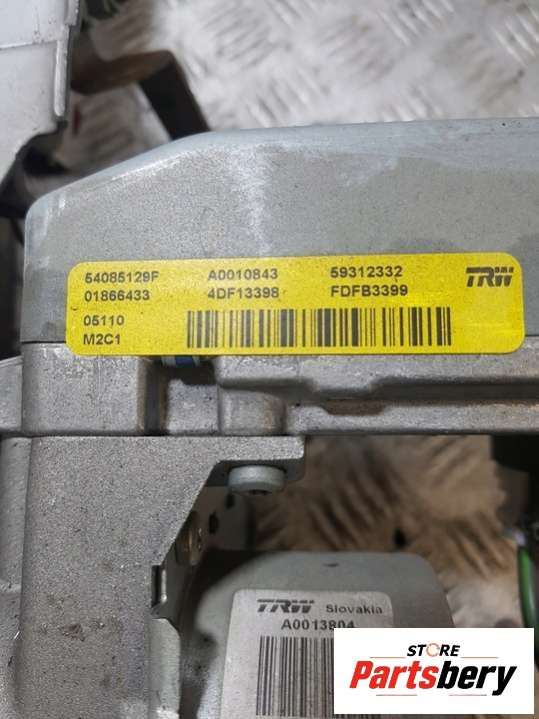 54085129F A0010843 59312332 TRW
01866433 4DF13398 FDFB3399
05110
M2C1
TRW Slovakia
A0013804
STORE
Partsbery